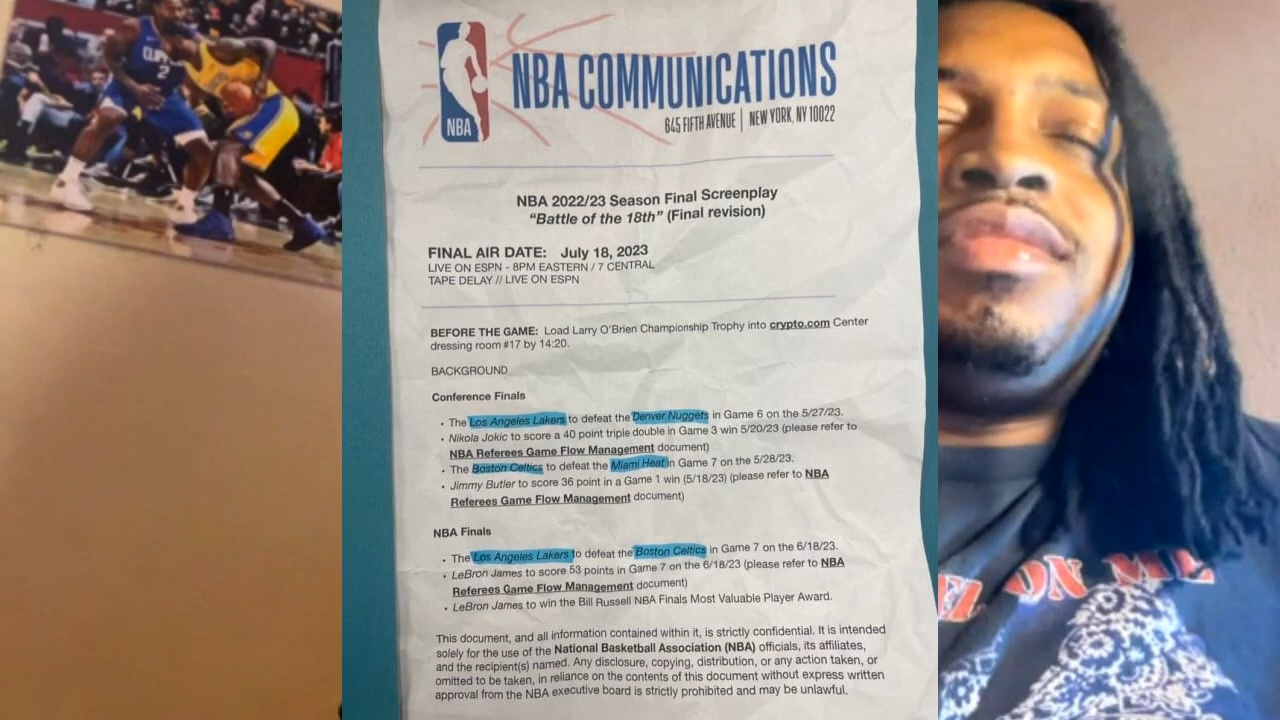 CLIPS
2
NBA
NBA COMMUNICATIONS
645 FIFTH AVENUE | NEW YORK, NY 10022
NBA 2022/23 Season Final Screenplay
“Battle of the 18th” (Final revision)
FINAL AIR DATE: July 18, 2023
LIVE ON ESPN - 8PM EASTERN / 7 CENTRAL
TAPE DELAY // LIVE ON ESPN
BEFORE THE GAME: Load Larry O’Brien Championship Trophy into crypto.com Center
dressing room #17 by 14:20.
BACKGROUND
Conference Finals
• The Los Angeles Lakers to defeat the Denver Nuggets in Game 6 on the 5/27/23.
• Nikola Jokic to score a 40 point triple double in Game 3 win 5/20/23 (please refer to
NBA Referees Game Flow Management document)
• The Boston Celtics to defeat the Miami Heat in Game 7 on the 5/28/23.
• Jimmy Butler to score 36 point in a Game 1 win (5/18/23) (please refer to NBA
Referees Game Flow Management document)
NBA Finals
• The Los Angeles Lakers to defeat the Boston Celtics in Game 7 on the 6/18/23.
• LeBron James to score 53 points in Game 7 on the 6/18/23 (please refer to NBA
Referees Game Flow Management document)
• LeBron James to win the Bill Russell NBA Finals Most Valuable Player Award.
This document, and all information contained within it, is strictly confidential. It is intended
solely for the use of the National Basketball Association (NBA) officials, its affiliates,
and the recipient(s) named. Any disclosure, copying, distribution, or any action taken, or
omitted to be taken, in reliance on the contents of this document without express written
approval from the NBA executive board is strictly prohibited and may be unlawful.
ON ME